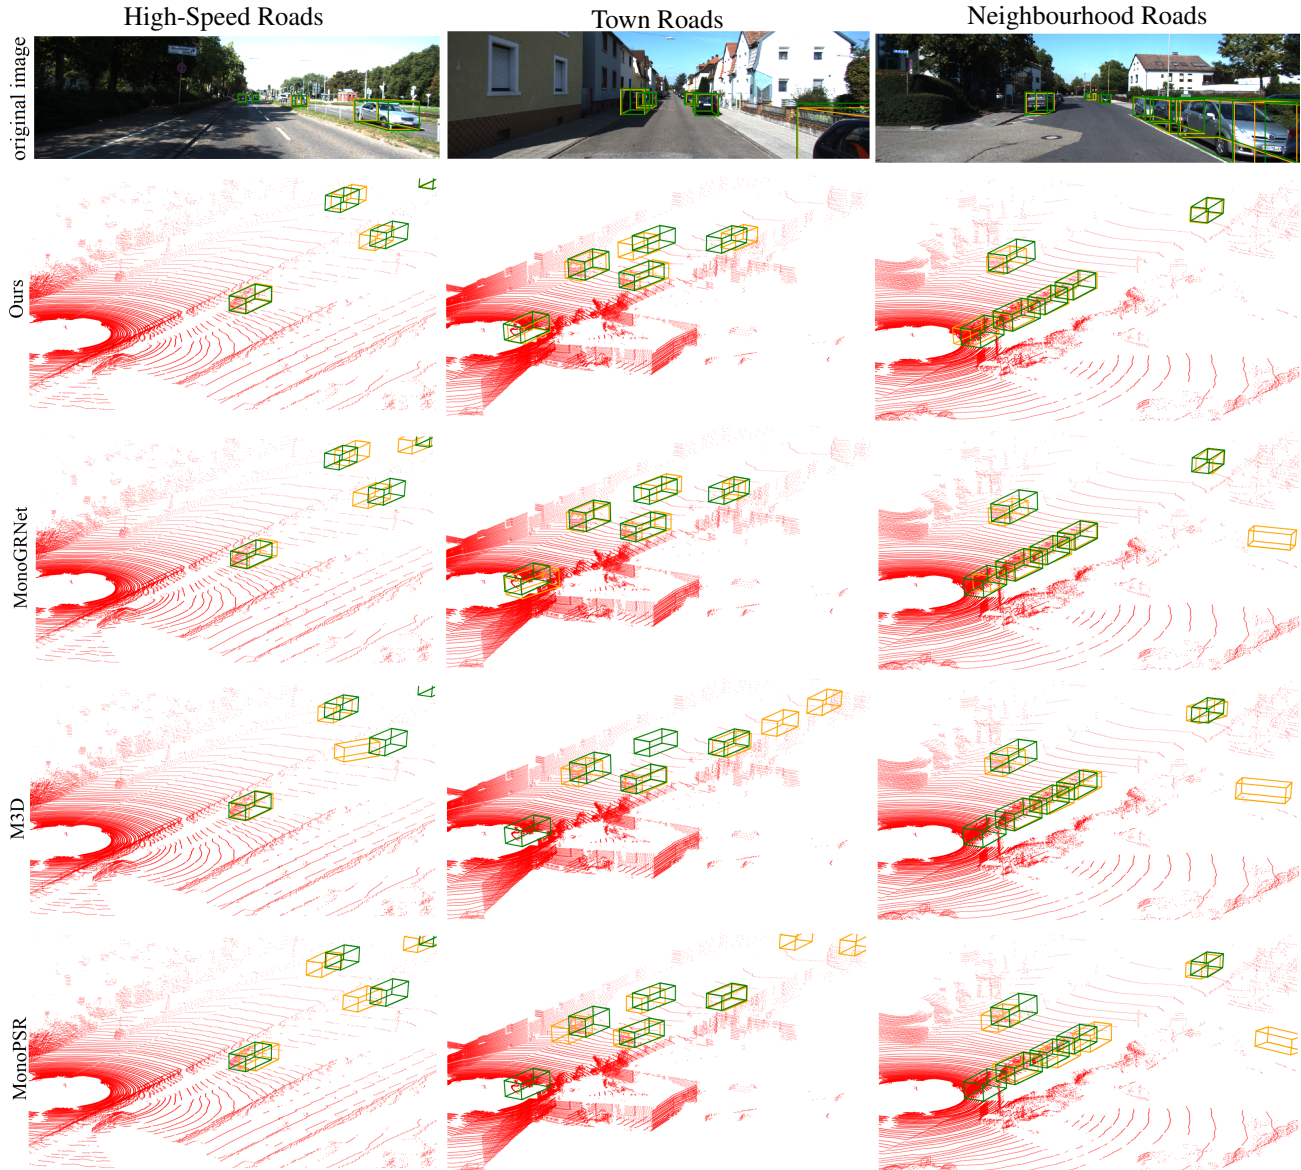 High-Speed Roads
Town Roads
Neighbourhood Roads
original image
Ours
MonoGRNet
M3D
MonoPSR